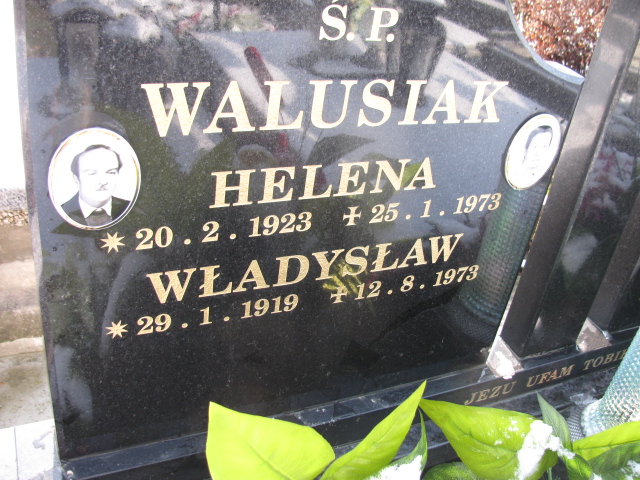 Ś.P.
WALUSIAK
HELENA
* 20.2.1923 ✝ 25.1.1973
WŁADYSŁAW
* 29.1.1919 ✝ 12.8.1973
JEZU UFAM TOBIE